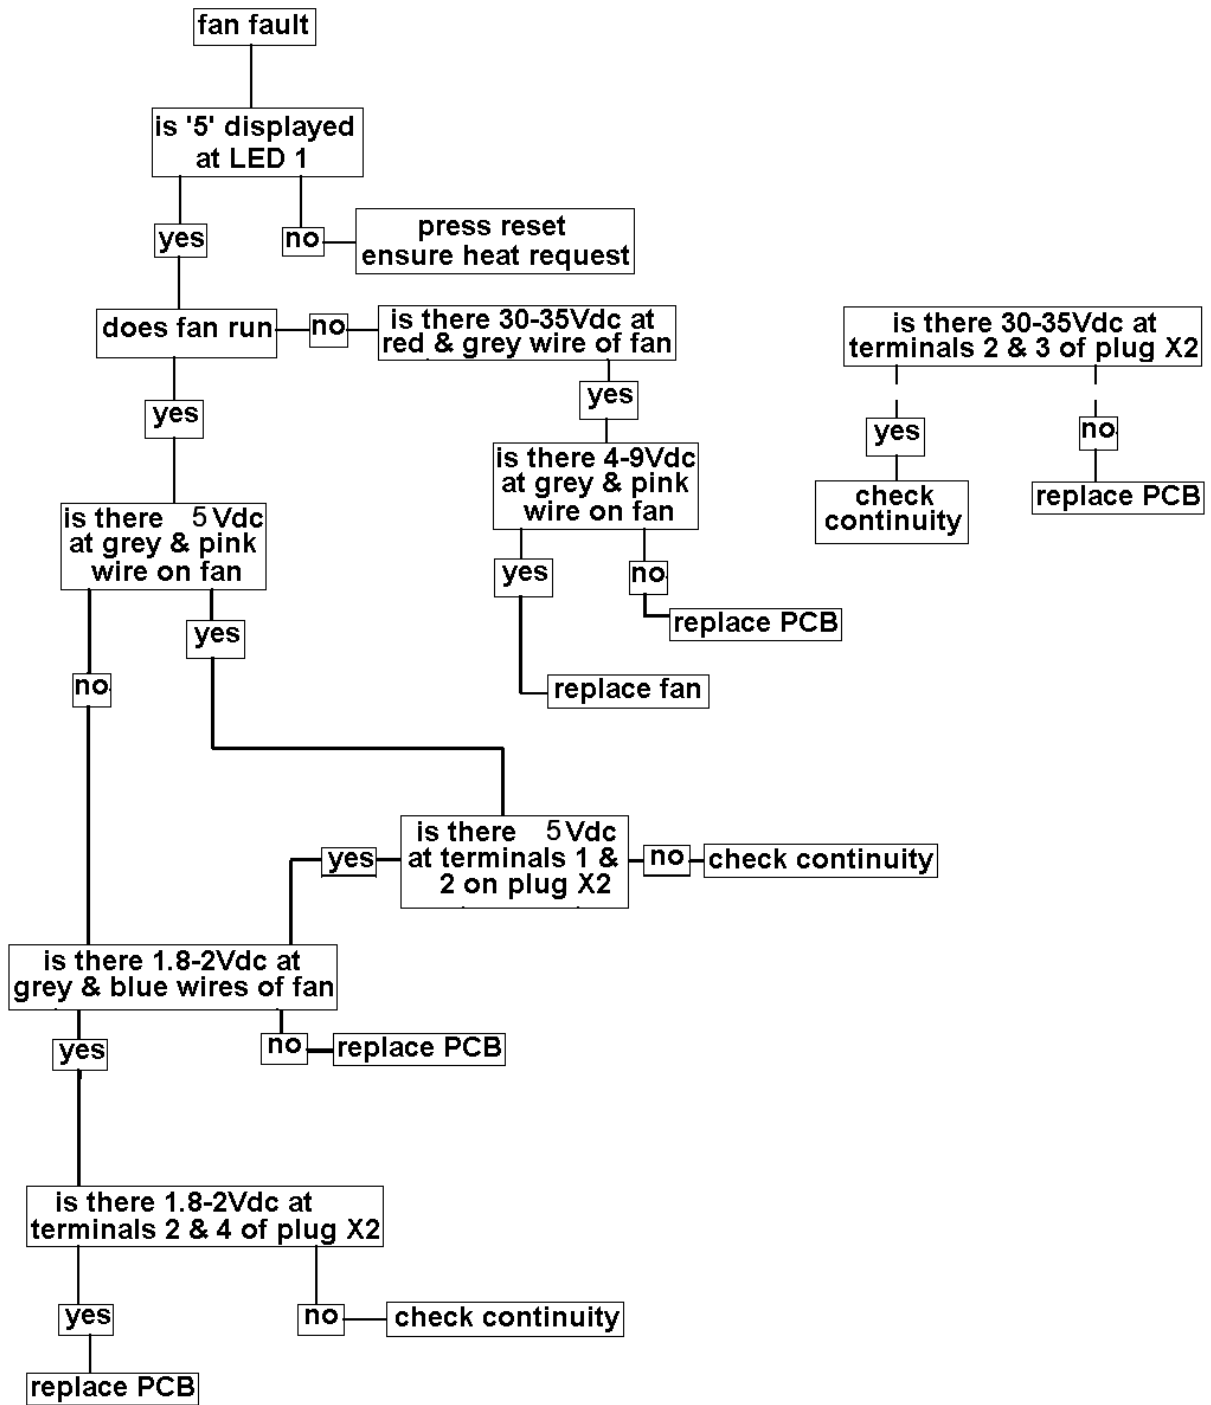 fan fault
is '5' displayed
at LED 1
yes
no
press reset
ensure heat request
does fan run
no
is there 30-35Vdc at
red & grey wire of fan
is there 30-35Vdc at
terminals 2 & 3 of plug X2
yes
yes
yes
no
is there 4-9Vdc
at grey & pink
wire on fan
check
continuity
replace PCB
is there 5 Vdc
at grey & pink
wire on fan
yes
no
yes
replace PCB
no
replace fan
is there 5 Vdc
at terminals 1 &
2 on plug X2
yes
no
check continuity
is there 1.8-2Vdc at
grey & blue wires of fan
yes
no
replace PCB
is there 1.8-2Vdc at
terminals 2 & 4 of plug X2
yes
no
check continuity
replace PCB